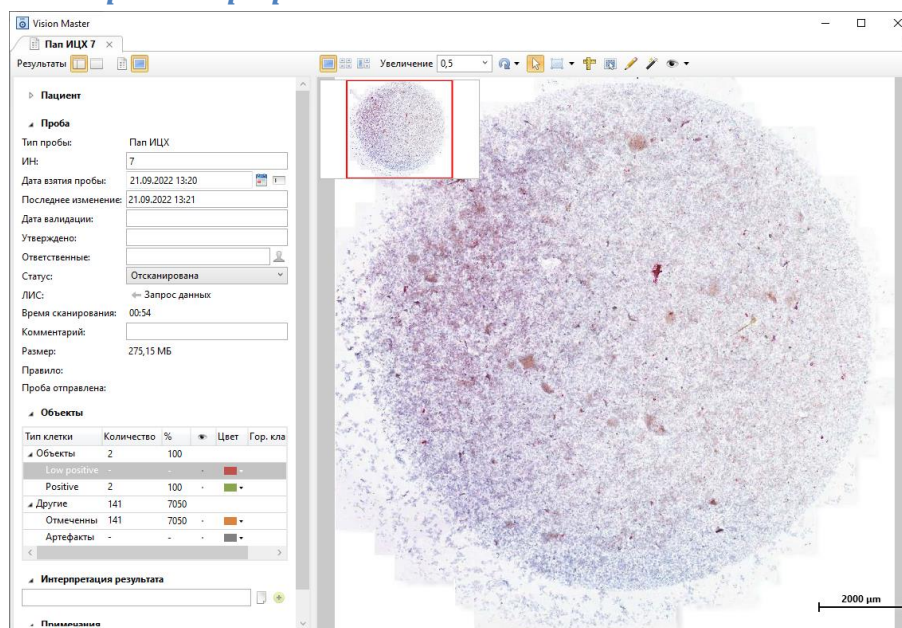 Vision Master
Пап ИЦХ 7
Результаты
Увеличение 0,5
Пациент
Проба
Тип пробы: Пап ИЦХ
ИН: 7
Дата взятия пробы: 21.09.2022 13:20
Последнее изменение: 21.09.2022 13:21
Дата валидации:
Утверждено:
Ответственные:
Статус: Отсканирована
ЛИС: Запрос данных
Время сканирования: 00:54
Комментарий:
Размер: 275,15 МБ
Правило:
Проба отправлена:
Объекты
Тип клетки Количество % Цвет Гор. кла
Объекты 2 100
Low positive - -
Positive 2 100
Другие 141 7050
Отмеченны 141 7050
Артефакты - -
Интерпретация результата
Примечания
2000 µm